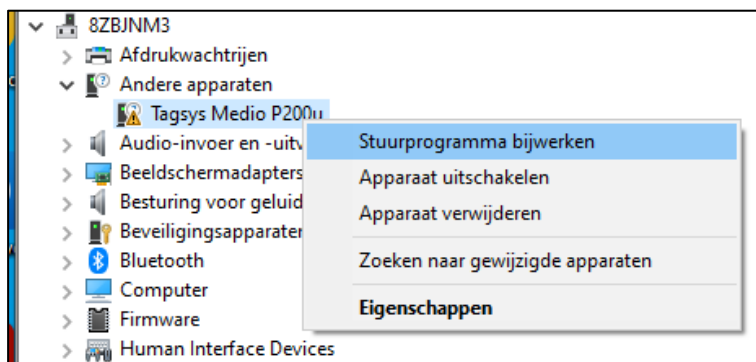 8ZBJNM3
Afdrukwachtrijen
Andere apparaten
Tagsys Medio P200u
Audio-invoer en -uitv
Beeldschermadapters
Besturing voor geluid
Beveiligingsapparaten
Bluetooth
Computer
Firmware
Human Interface Devices
Stuurprogramma bijwerken
Apparaat uitschakelen
Apparaat verwijderen
Zoeken naar gewijzigde apparaten
Eigenschappen